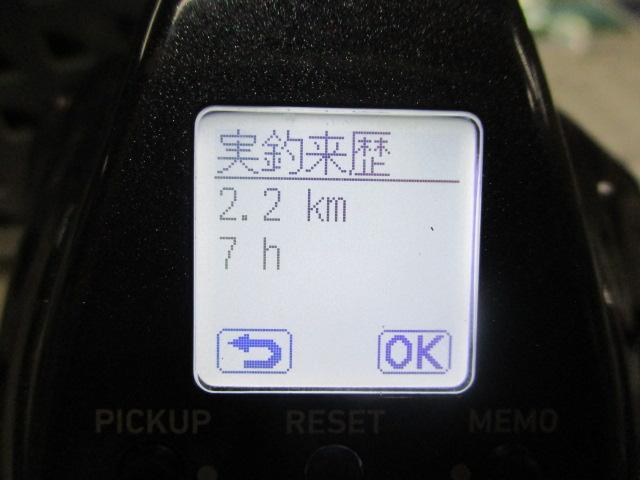 実釣来歴
2.2 km
7 h
OK
PICKUP RESET MEMO